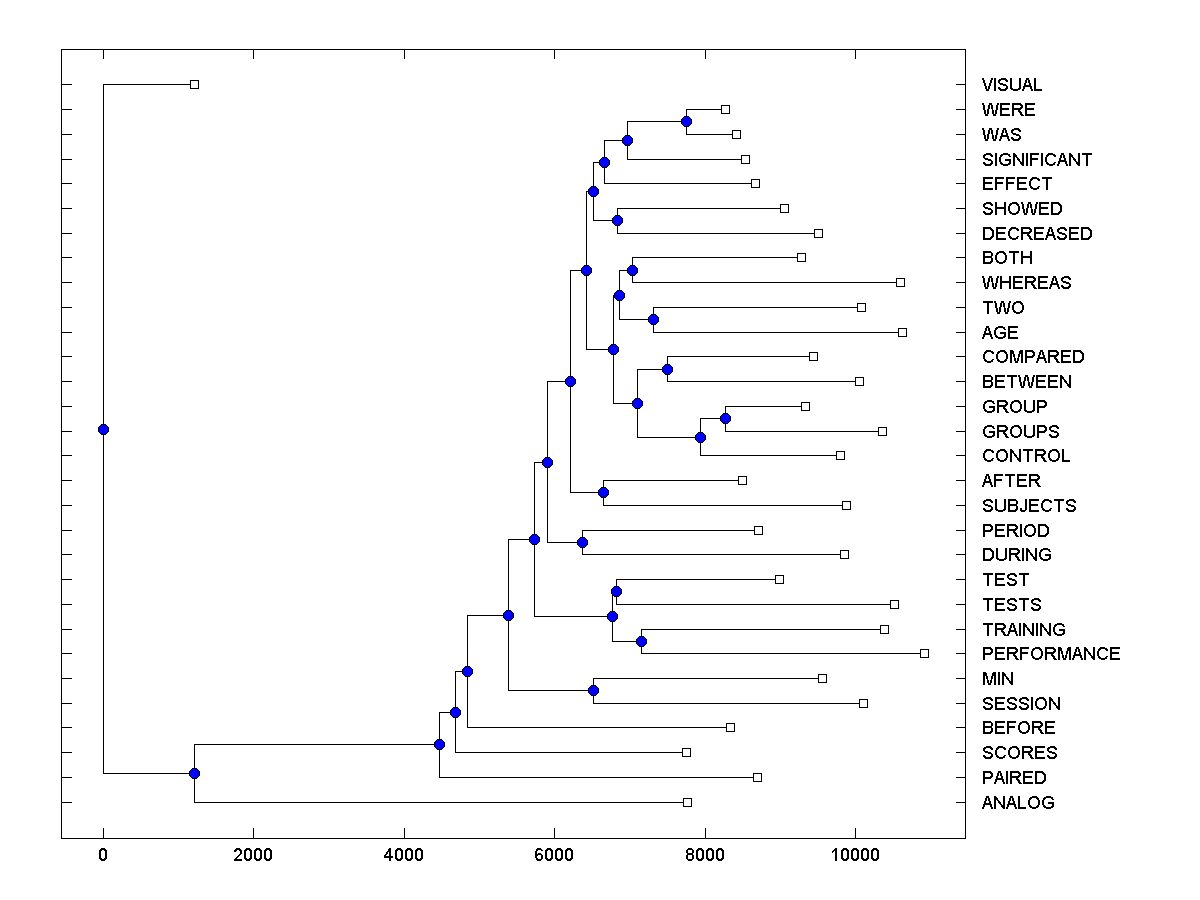 VISUAL
WERE
WAS
SIGNIFICANT
EFFECT
SHOWED
DECREASED
BOTH
WHEREAS
TWO
AGE
COMPARED
BETWEEN
GROUP
GROUPS
CONTROL
AFTER
SUBJECTS
PERIOD
DURING
TEST
TESTS
TRAINING
PERFORMANCE
MIN
SESSION
BEFORE
SCORES
PAIRED
ANALOG
0 2000 4000 6000 8000 10000